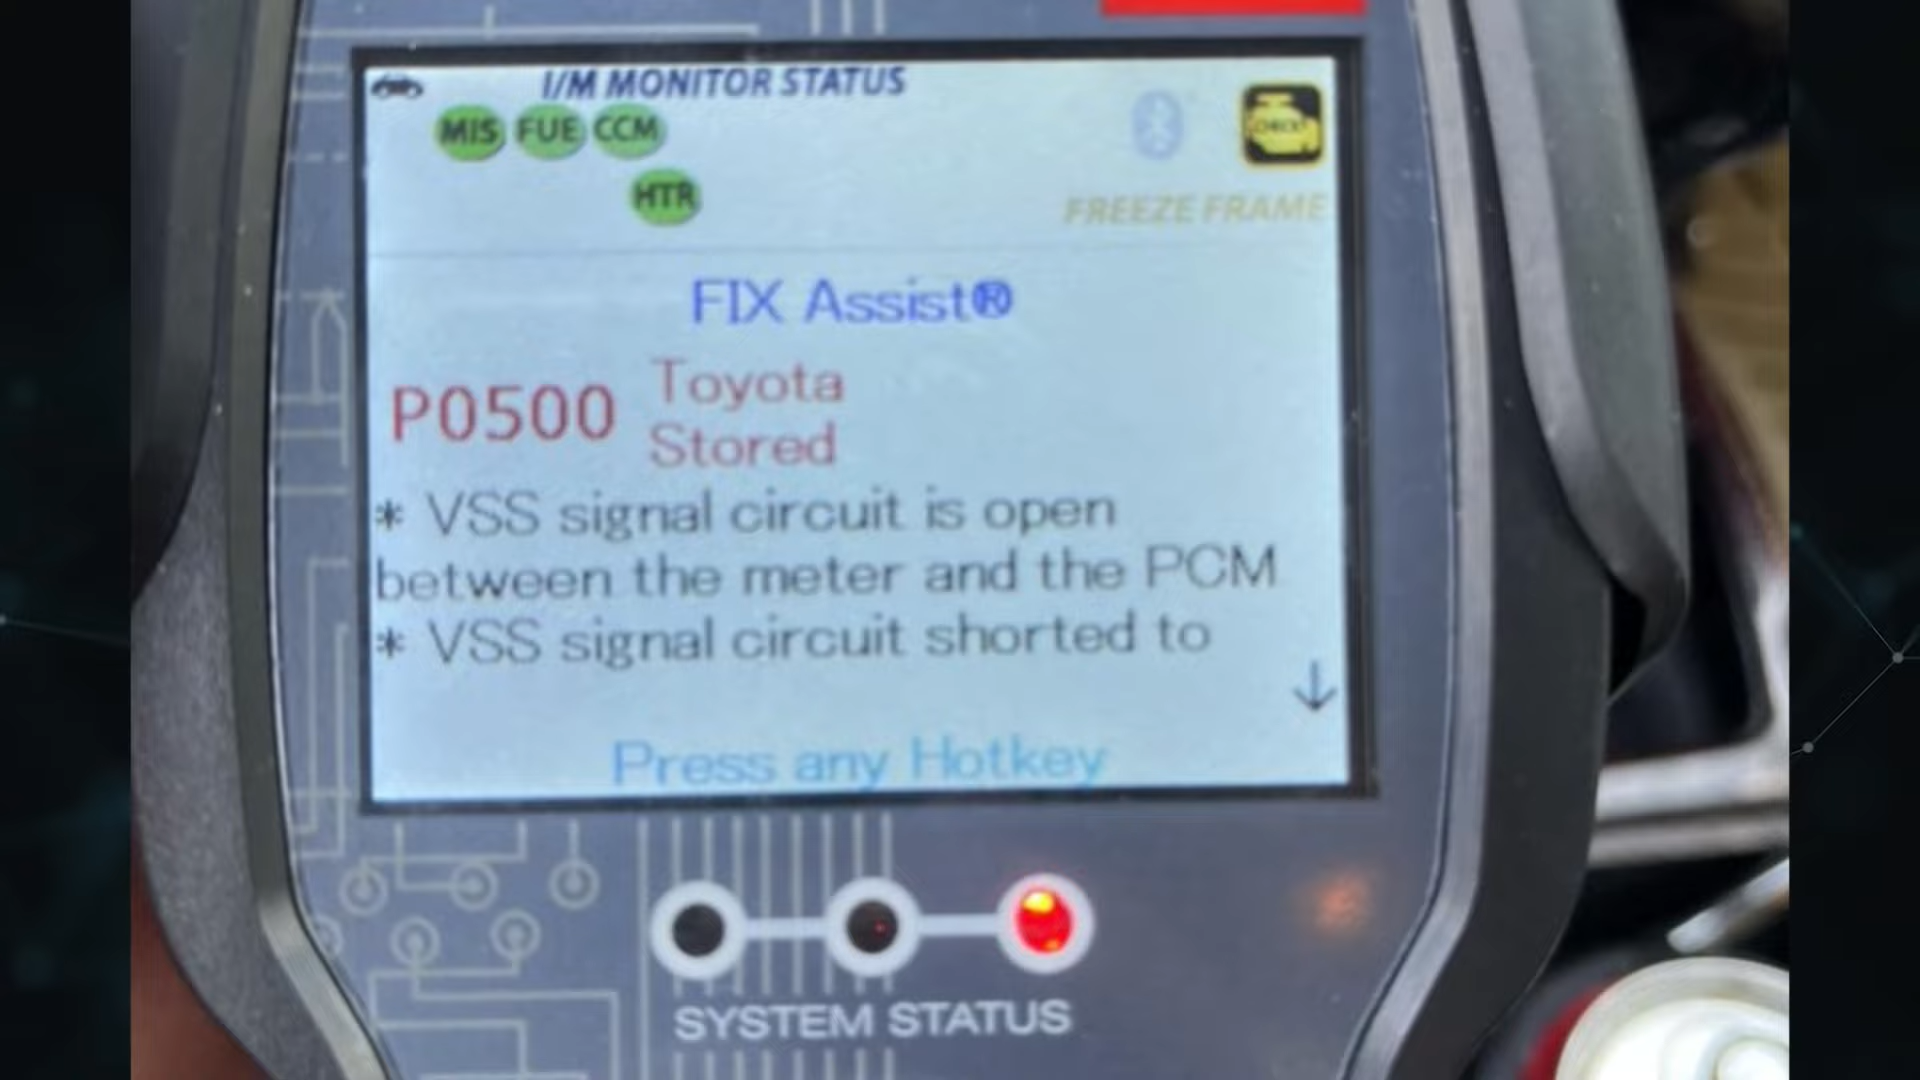 I/M MONITOR STATUS
MIS FUE CCM
CHECK
HTR
FREEZE FRAME
FIX Assist®
P0500 Toyota
Stored
* VSS signal circuit is open
between the meter and the PCM
* VSS signal circuit shorted to
Press any Hotkey
SYSTEM STATUS